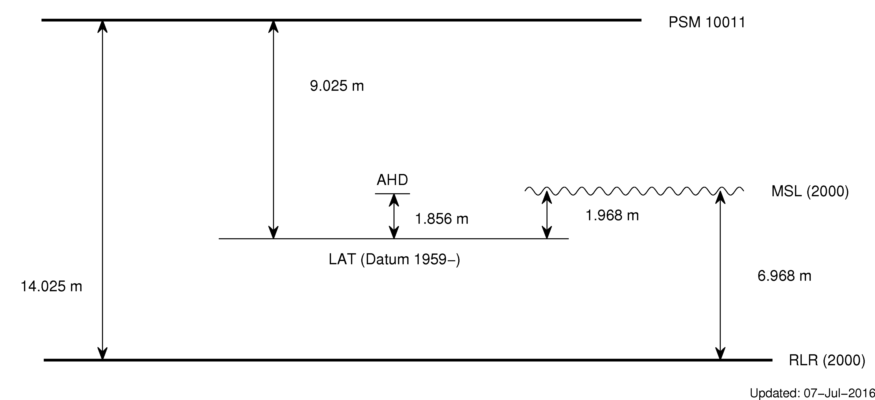 PSM 10011
9.025 m
AHD
MSL (2000)
1.856 m
1.968 m
LAT (Datum 1959−)
14.025 m
6.968 m
RLR (2000)
Updated: 07−Jul−2016